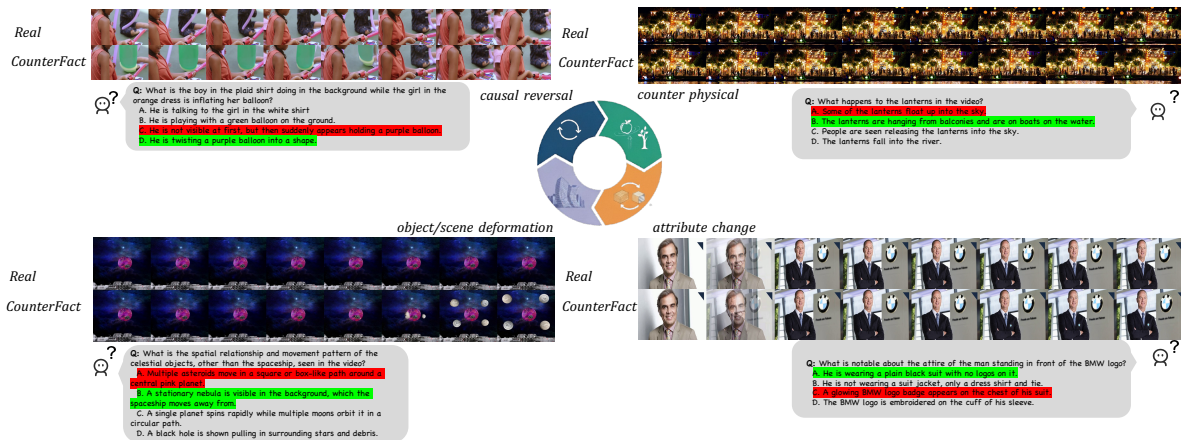 Real
CounterFact
Q: What is the boy in the plaid shirt doing in the background while the girl in the
orange dress is inflating her balloon?
A. He is talking to the girl in the white shirt
B. He is playing with a green balloon on the ground.
C. He is not visible at first, but then suddenly appears holding a purple balloon.
D. He is twisting a purple balloon into a shape.
?
causal reversal
Real
CounterFact
counter physical
Q: What happens to the lanterns in the video?
A. Some of the lanterns float up into the sky.
B. The lanterns are hanging from balconies and are on boats on the water.
C. People are seen releasing the lanterns into the sky.
D. The lanterns fall into the river.
?
object/scene deformation
Real
CounterFact
Q: What is the spatial relationship and movement pattern of the
celestial objects, other than the spaceship, seen in the video?
A. Multiple asteroids move in a square or box-like path around a
central pink planet.
B. A stationary nebula is visible in the background, which the
spaceship moves away from.
C. A single planet spins rapidly while multiple moons orbit it in a
circular path.
D. A black hole is shown pulling in surrounding stars and debris.
?
attribute change
Real
CounterFact
Q: What is notable about the attire of the man standing in front of the BMW logo?
A. He is wearing a plain black suit with no logos on it.
B. He is not wearing a suit jacket, only a dress shirt and tie.
C. A glowing BMW logo badge appears on the chest of his suit.
D. The BMW logo is embroidered on the cuff of his sleeve.
?